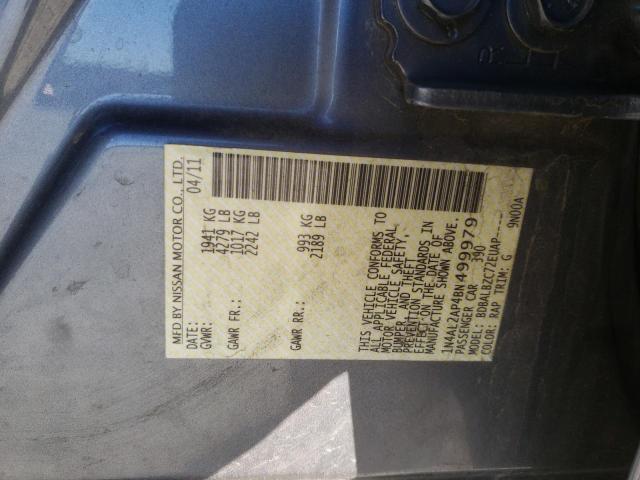 MFD BY NISSAN MOTOR CO., LTD.
DATE: 04/11
GVWR: 1941 KG
4279 LB
GAWR FR.: 1017 KG
2242 LB
GAWR RR.: 993 KG
2189 LB
THIS VEHICLE CONFORMS TO
ALL APPLICABLE FEDERAL
MOTOR VEHICLE SAFETY,
BUMPER, AND THEFT
PREVENTION STANDARDS IN
EFFECT ON THE DATE OF
MANUFACTURE SHOWN ABOVE.
1N4AL2AP4BN499979
PASSENGER CAR 390
MODEL: BDBALBZC7ZEUAP-----
COLOR: RAP TRIM: G
9N00A